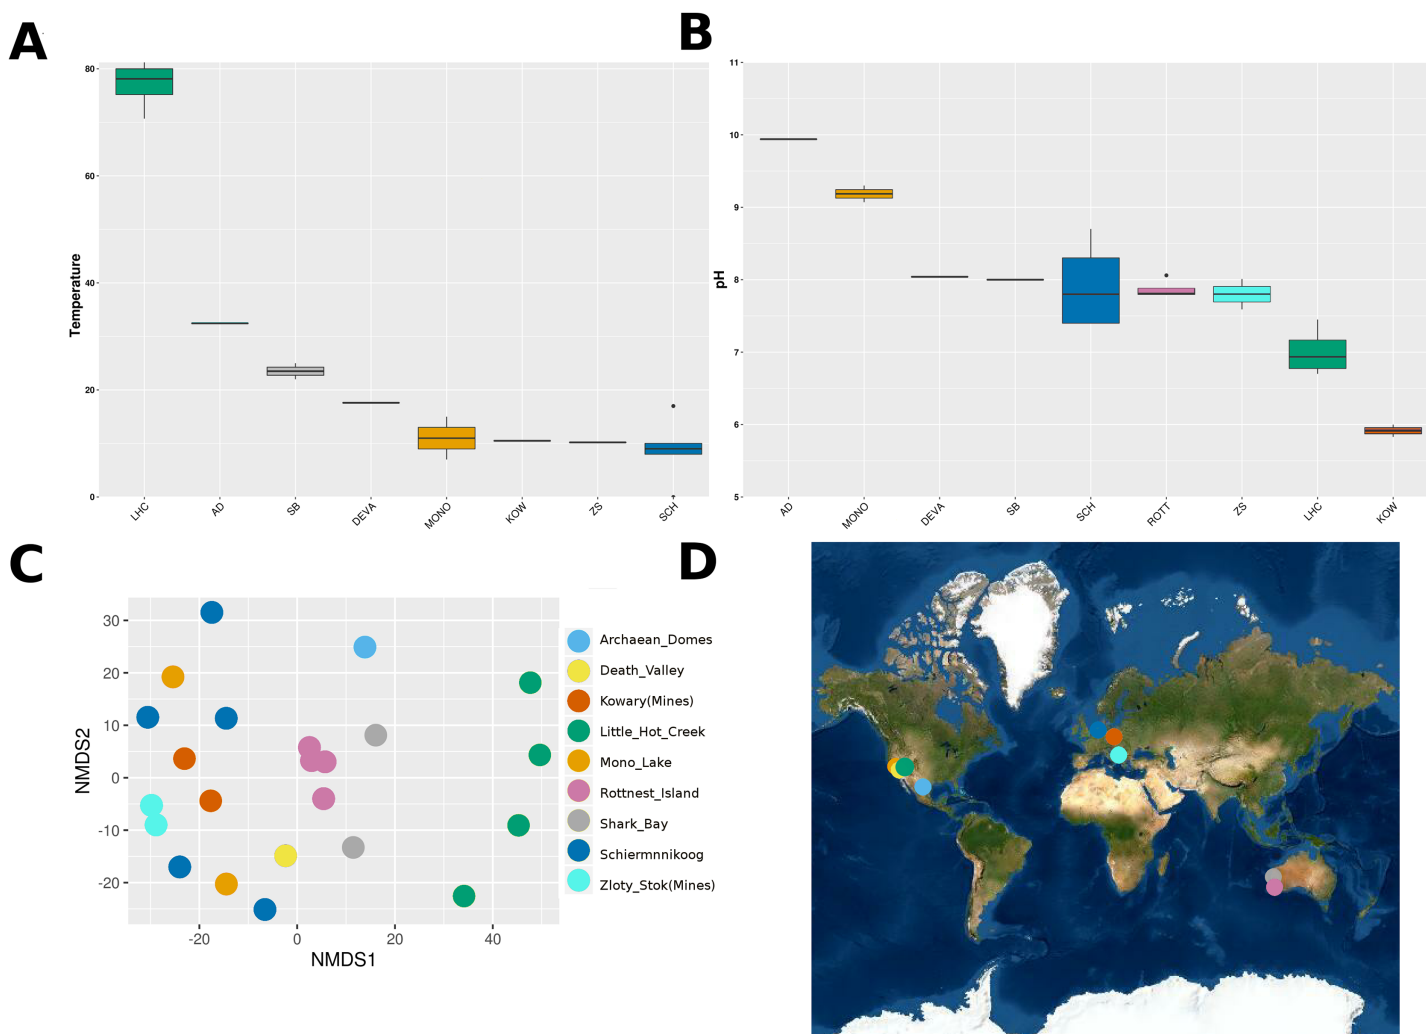 A
B
80
60
40
20
0
Temperature
LHC
AD
SB
DEVA
MONO
KOW
ZS
SCH
11
10
9
8
7
6
5
pH
AD
MONO
DEVA
SB
SCH
ROTT
ZS
LHC
KOW
C
D
30
20
10
0
-10
-20
NMDS2
-20
0
20
40
NMDS1
Archaean_Domes
Death_Valley
Kowary(Mines)
Little_Hot_Creek
Mono_Lake
Rottnest_Island
Shark_Bay
Schiermnnikoog
Zloty_Stok(Mines)